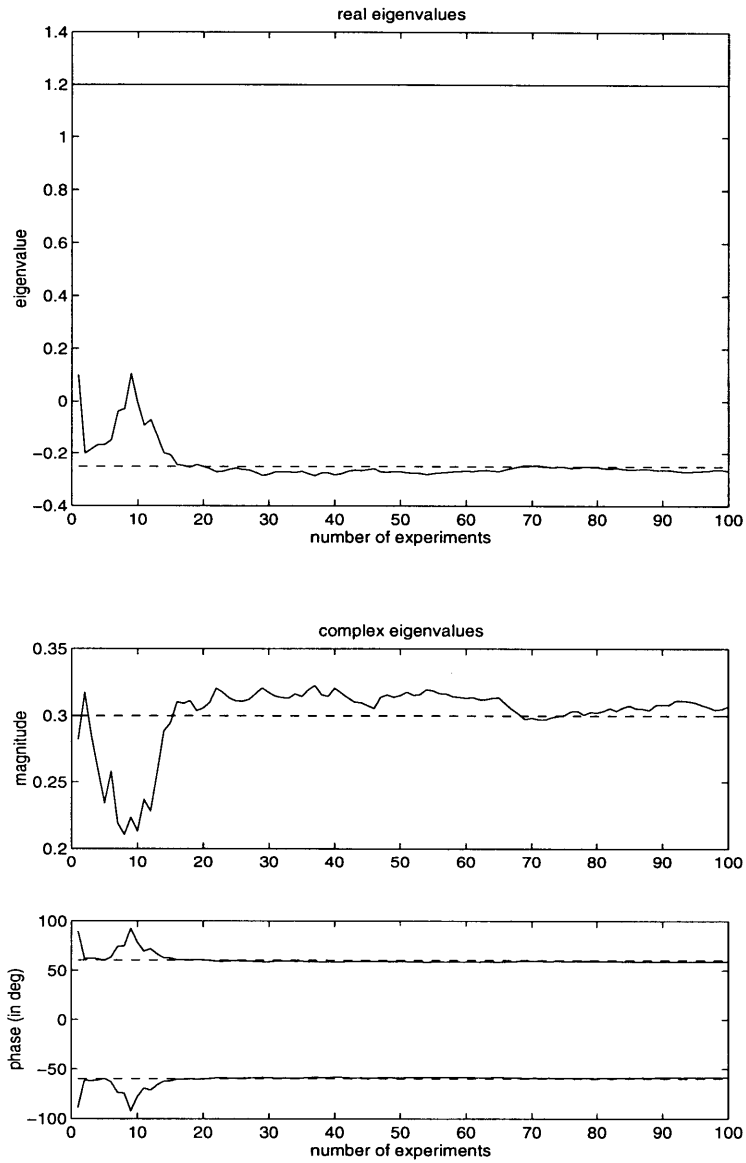 real eigenvalues
1.4
1.2
1
0.8
0.6
0.4
0.2
0
−0.2
−0.4
eigenvalue
0 10 20 30 40 50 60 70 80 90 100
number of experiments
complex eigenvalues
0.35
0.3
0.25
0.2
magnitude
0 10 20 30 40 50 60 70 80 90 100
100
50
0
−50
−100
phase (in deg)
0 10 20 30 40 50 60 70 80 90 100
number of experiments